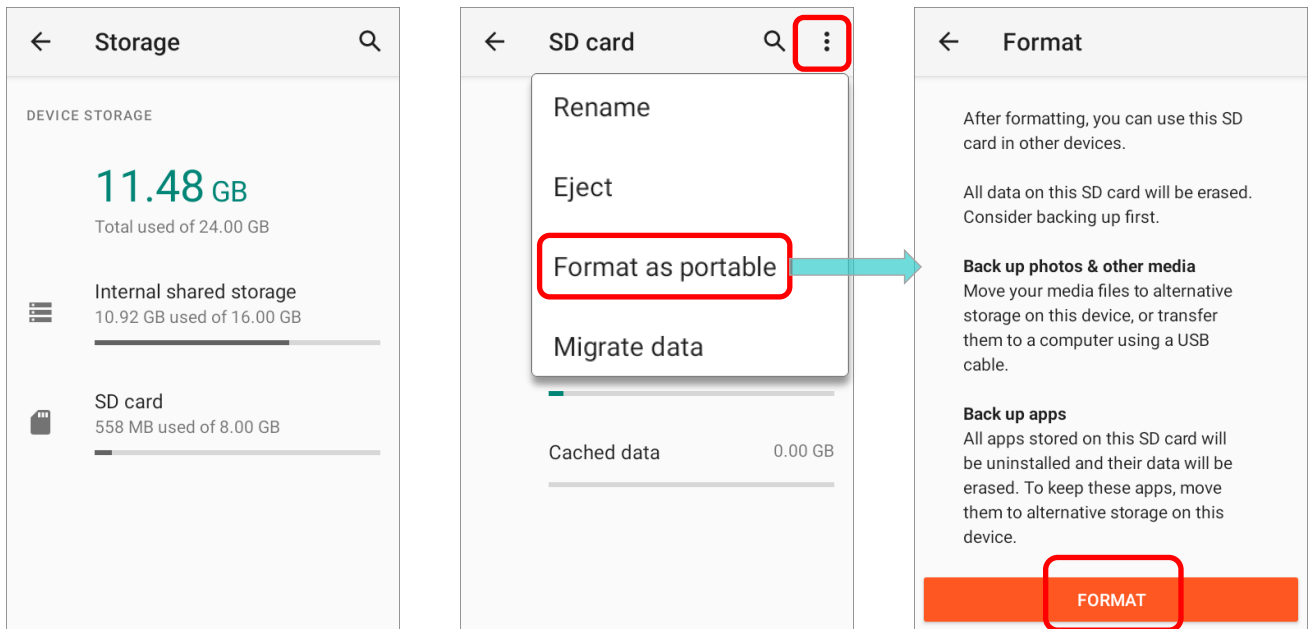 Storage
DEVICE STORAGE
11.48 GB
Total used of 24.00 GB
Internal shared storage
10.92 GB used of 16.00 GB
SD card
558 MB used of 8.00 GB
SD card
Rename
Eject
Format as portable
Migrate data
Cached data
0.00 GB
Format
After formatting, you can use this SD
card in other devices.
All data on this SD card will be erased.
Consider backing up first.
Back up photos & other media
Move your media files to alternative
storage on this device, or transfer
them to a computer using a USB
cable.
Back up apps
All apps stored on this SD card will
be uninstalled and their data will be
erased. To keep these apps, move
them to alternative storage on this
device.
FORMAT